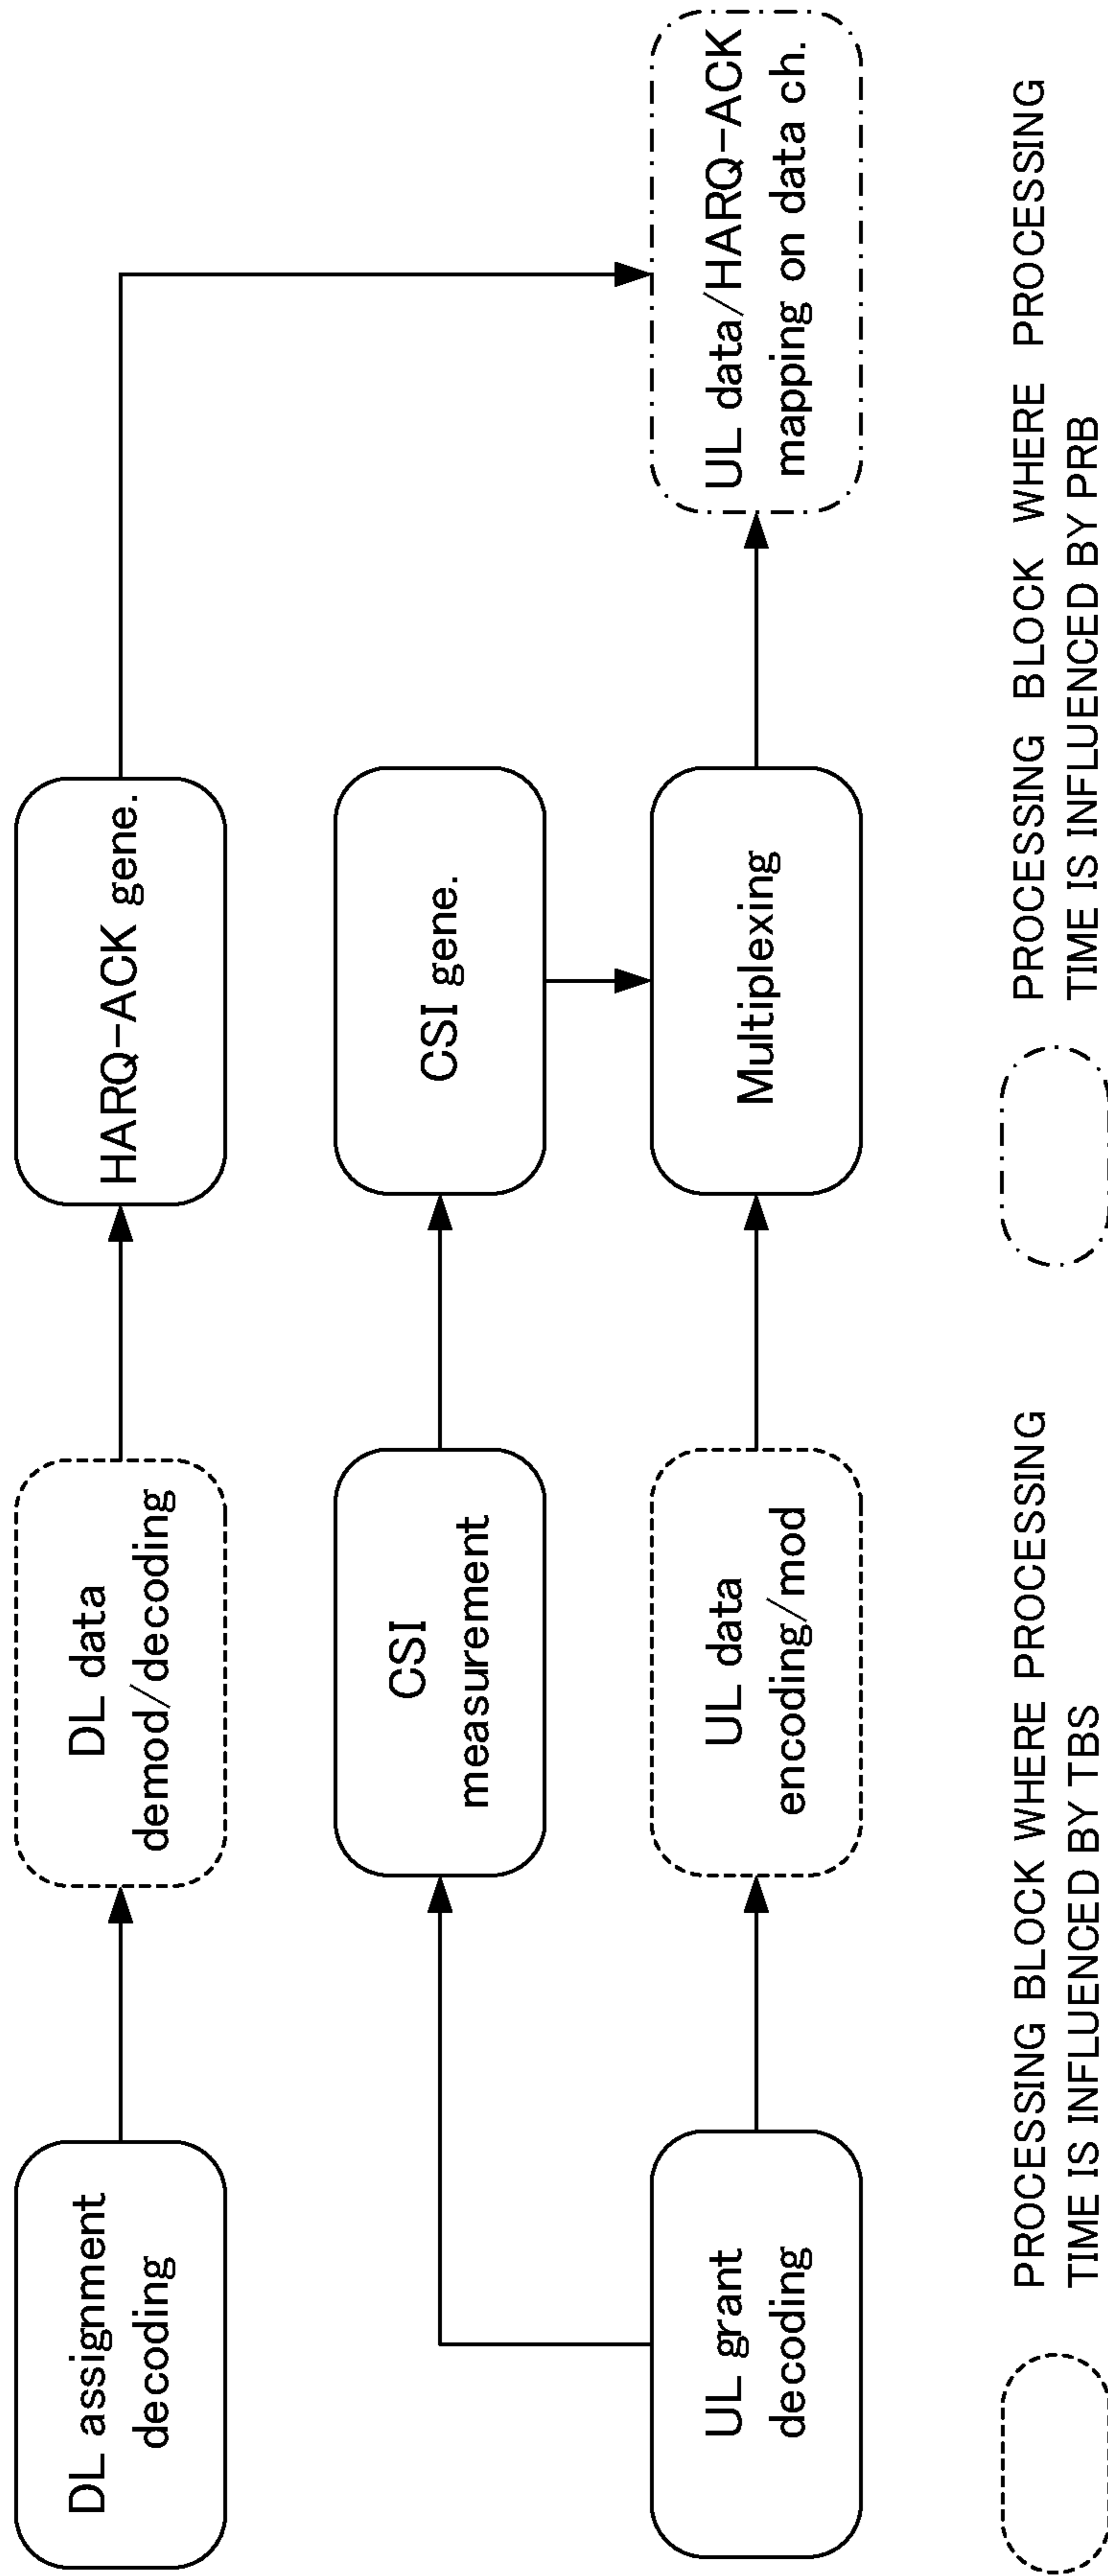 DL assignment
decoding
DL data
demod/decoding
HARQ-ACK gene.
CSI
measurement
CSI gene.
UL grant
decoding
UL data
encoding/mod
Multiplexing
UL data/HARQ-ACK
mapping on data ch.
PROCESSING BLOCK WHERE PROCESSING
TIME IS INFLUENCED BY TBS
PROCESSING BLOCK WHERE PROCESSING
TIME IS INFLUENCED BY PRB